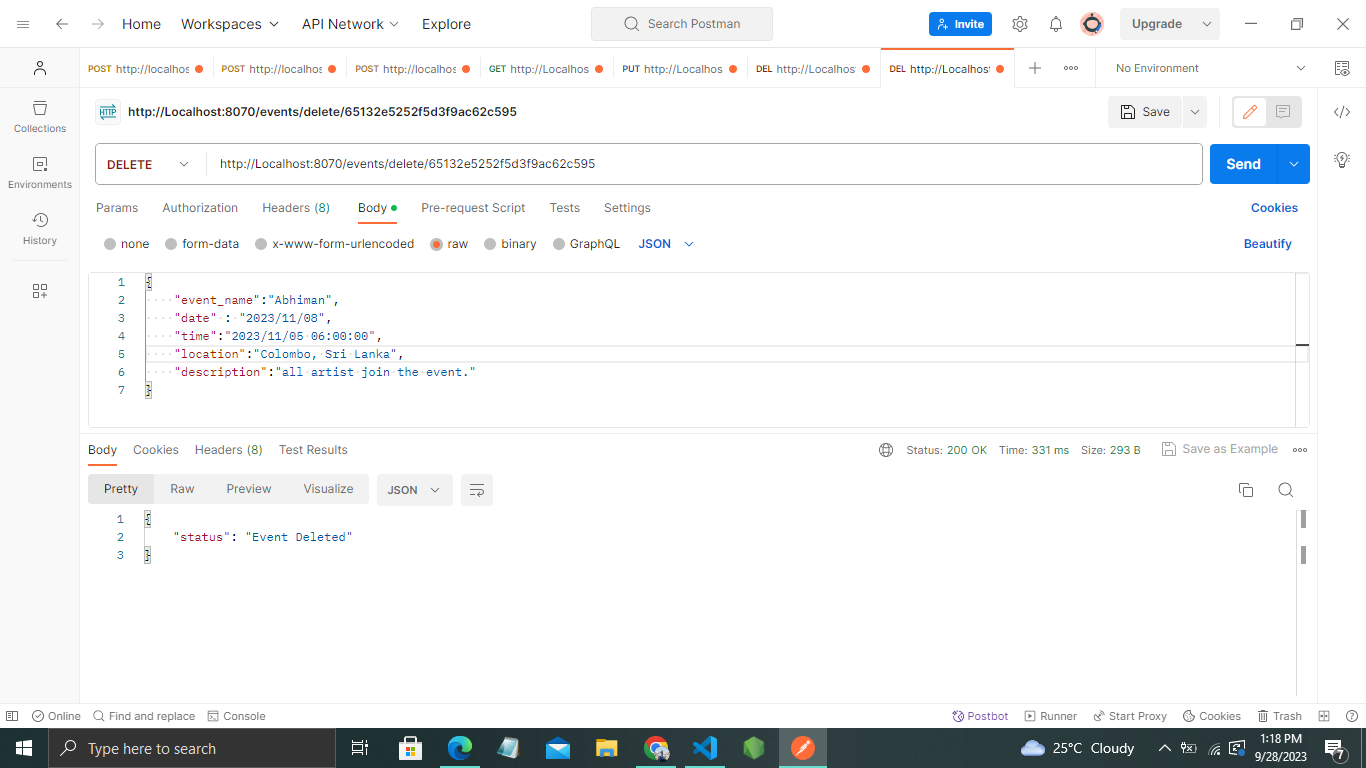 Home Workspaces API Network Explore Search Postman Invite Upgrade
POST http://localhos POST http://localhos POST http://localhos GET http://Localhos PUT http://Localhos DEL http://Localhos DEL http://Localhost No Environment
HTTP http://Localhost:8070/events/delete/65132e5252f5d3f9ac62c595 Save
Collections
DELETE http://Localhost:8070/events/delete/65132e5252f5d3f9ac62c595 Send
Environments
Params Authorization Headers (8) Body Pre-request Script Tests Settings Cookies
History
none form-data x-www-form-urlencoded raw binary GraphQL JSON Beautify
1 {
2 "event_name":"Abhiman",
3 "date" : "2023/11/08",
4 "time":"2023/11/05 06:00:00",
5 "location":"Colombo, Sri Lanka",
6 "description":"all artist join the event."
7 }
Body Cookies Headers (8) Test Results Status: 200 OK Time: 331 ms Size: 293 B Save as Example
Pretty Raw Preview Visualize JSON
1 {
2 "status": "Event Deleted"
3 }
Online Find and replace Console Postbot Runner Start Proxy Cookies Trash
Type here to search 25°C Cloudy 1:18 PM
9/28/2023 7